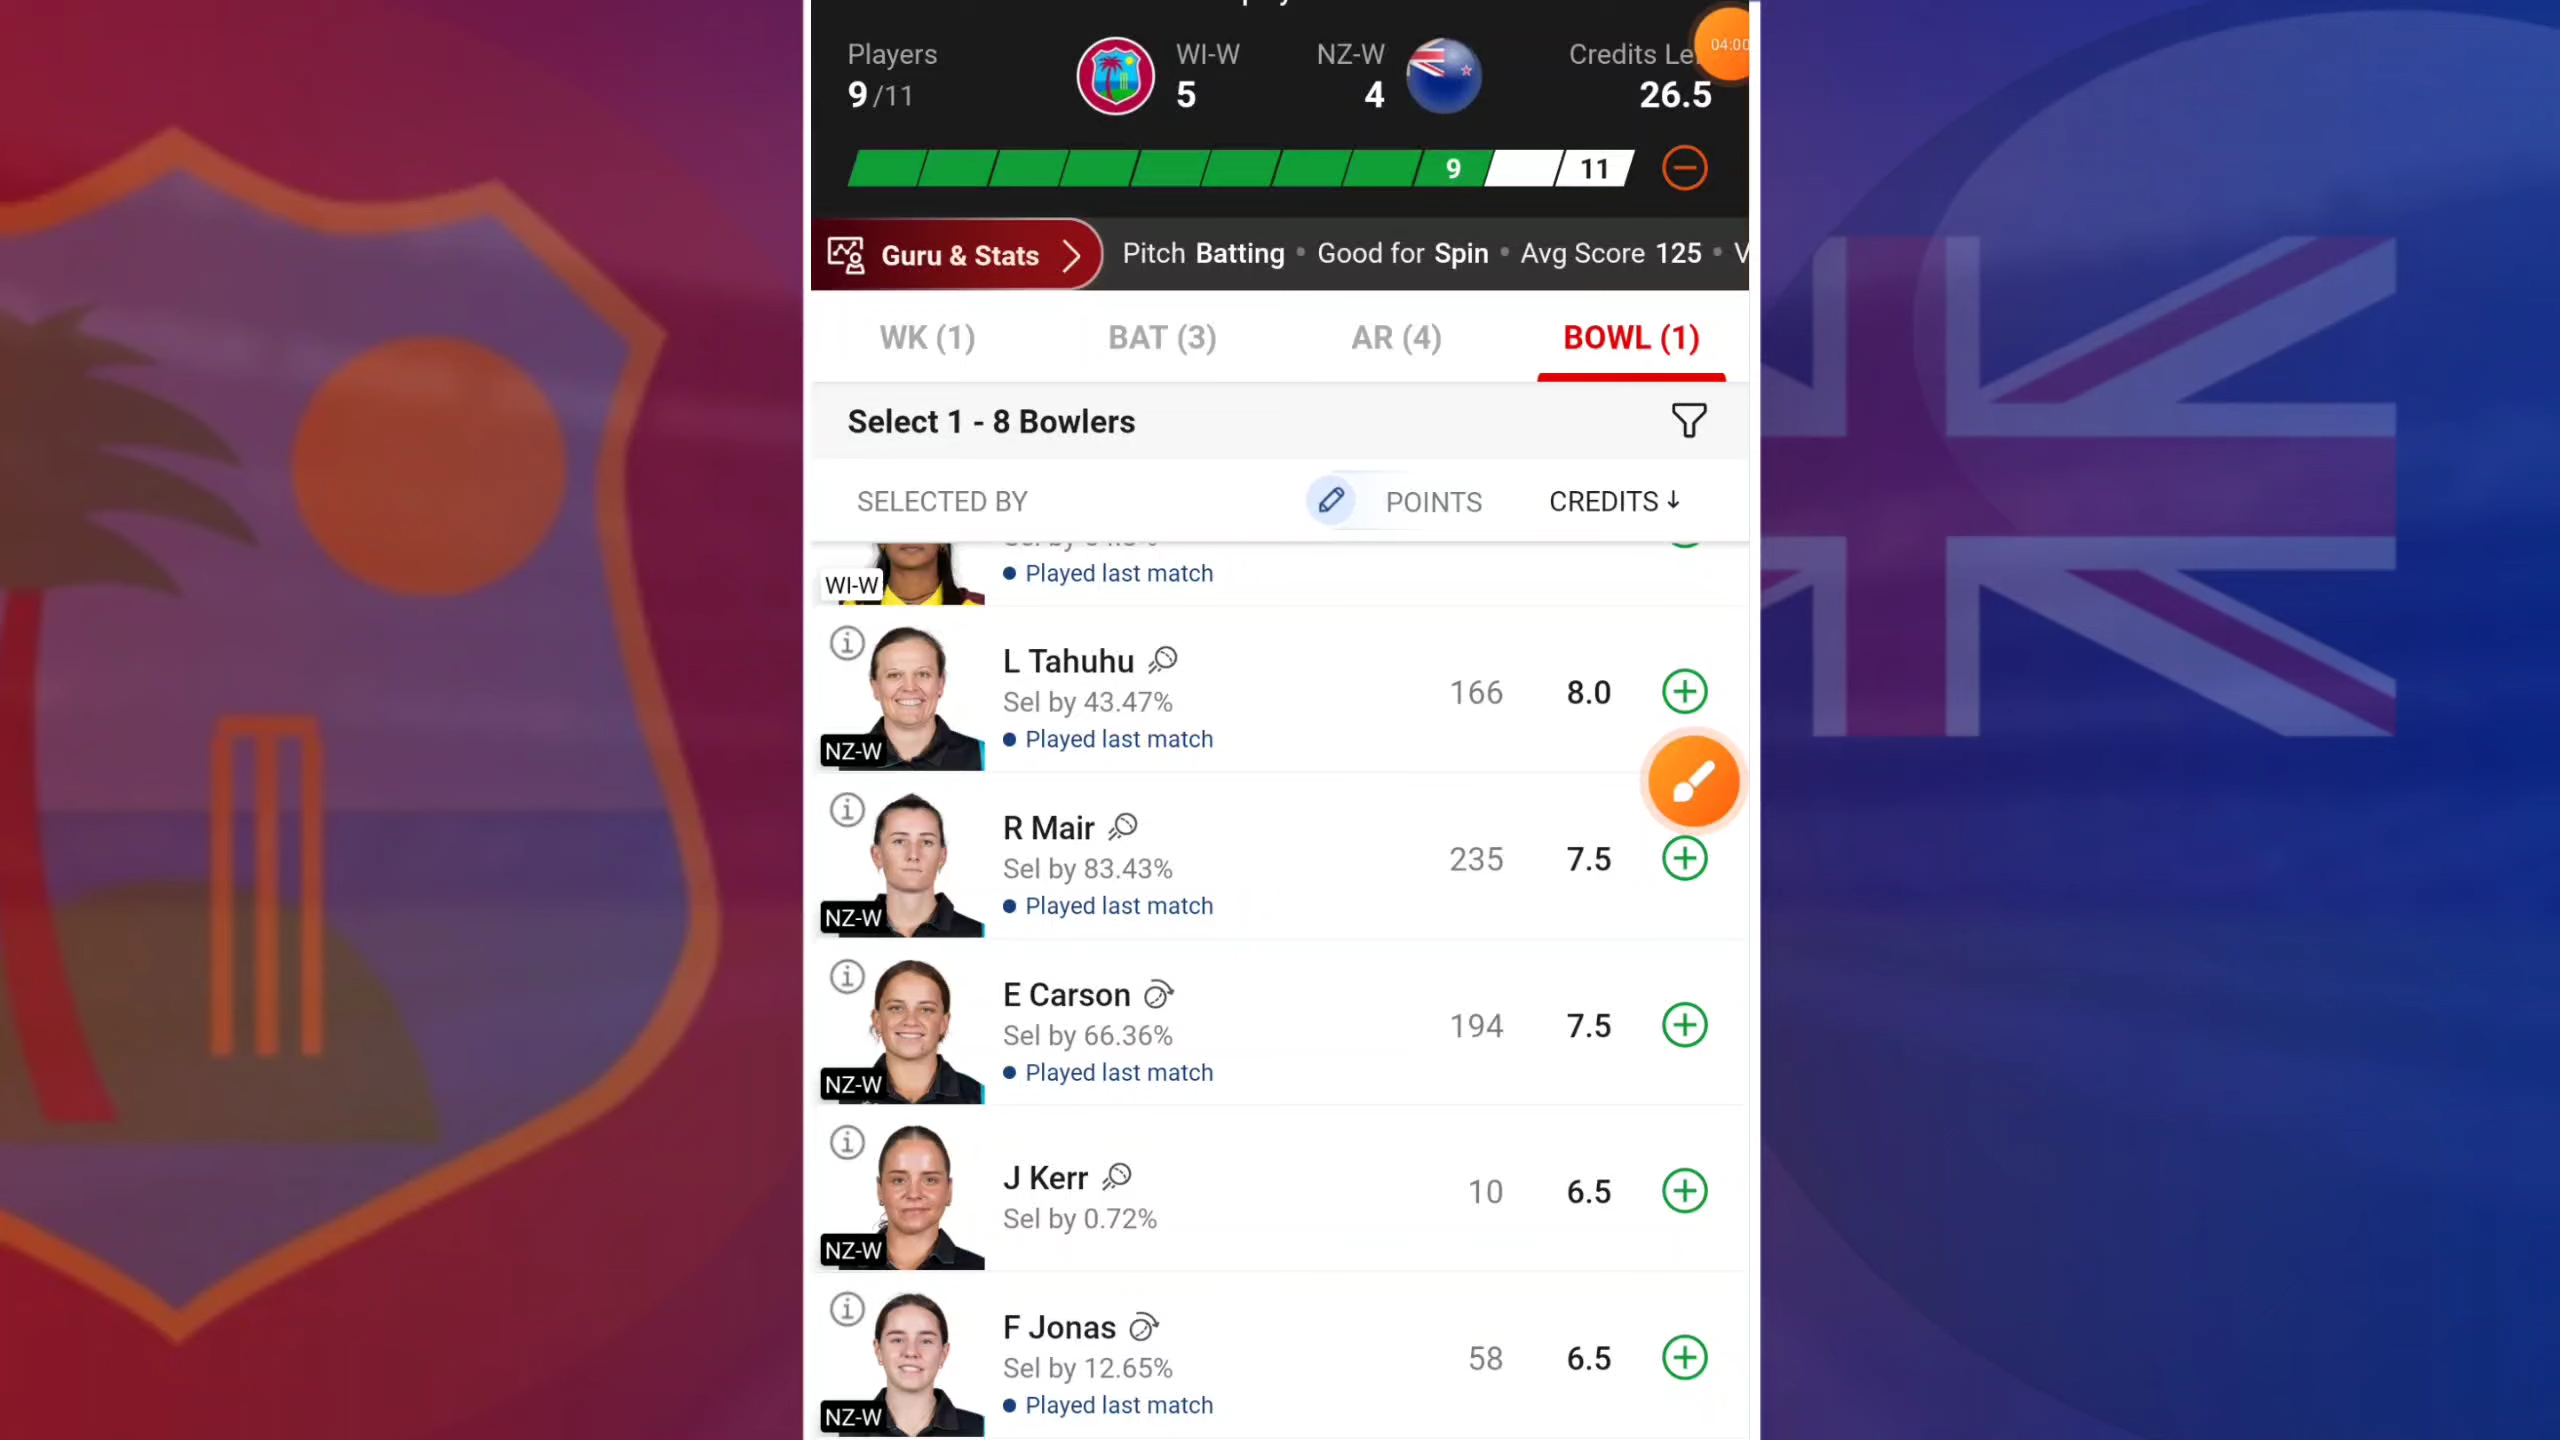 Players
9/11
WI-W
5
NZ-W
4
04:00
26.5
9
11
Guru & Stats
Pitch Batting • Good for Spin • Avg Score 125 • V
WK (1)
BAT (3)
AR (4)
BOWL (1)
Select 1 - 8 Bowlers
SELECTED BY
POINTS
CREDITS ↓
WI-W
Played last match
L Tahuhu
Sel by 43.47%
Played last match
NZ-W
166
8.0
R Mair
Sel by 83.43%
Played last match
NZ-W
235
7.5
E Carson
Sel by 66.36%
Played last match
NZ-W
194
7.5
J Kerr
Sel by 0.72%
NZ-W
10
6.5
F Jonas
Sel by 12.65%
Played last match
NZ-W
58
6.5